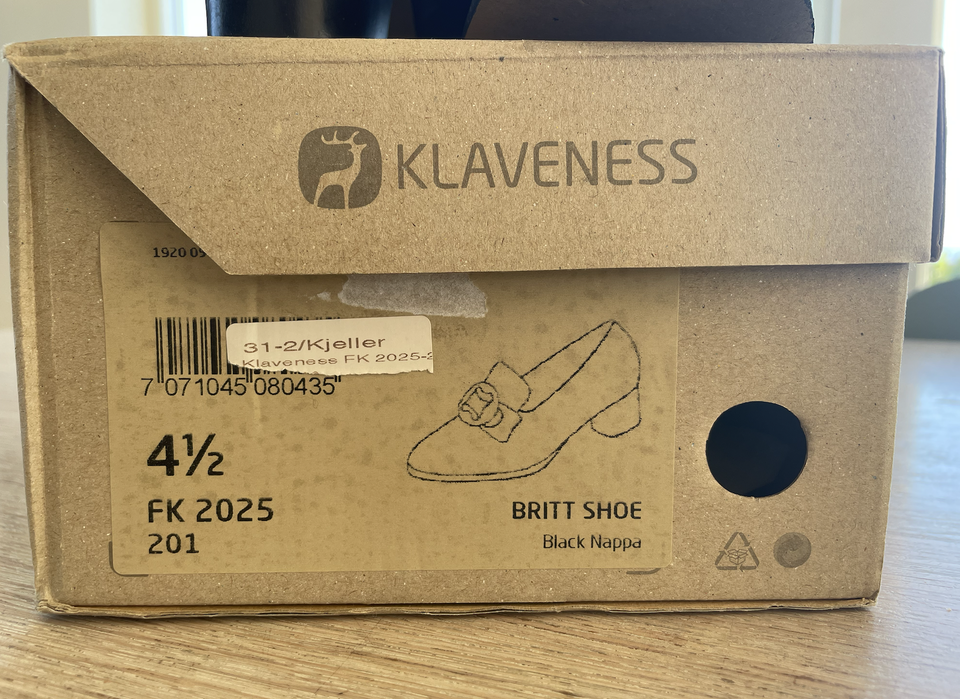 KLAVENESS
1920
31-2/Kjeller
Klaveness FK 2025-2
7 071045 080435
4½
FK 2025
201
BRITT SHOE
Black Nappa